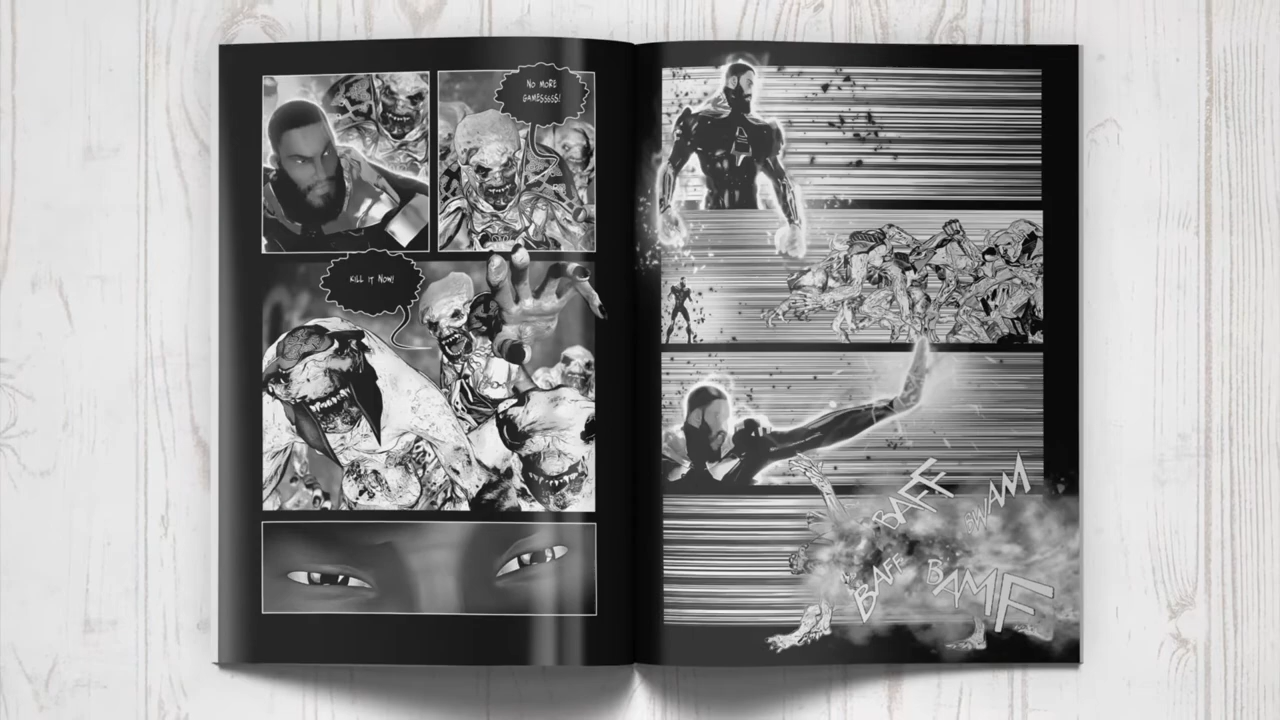 NO MORE
GAMESSSSS!
KILL IT NOW!
BAFF
BWAM
BAFF
BAMF